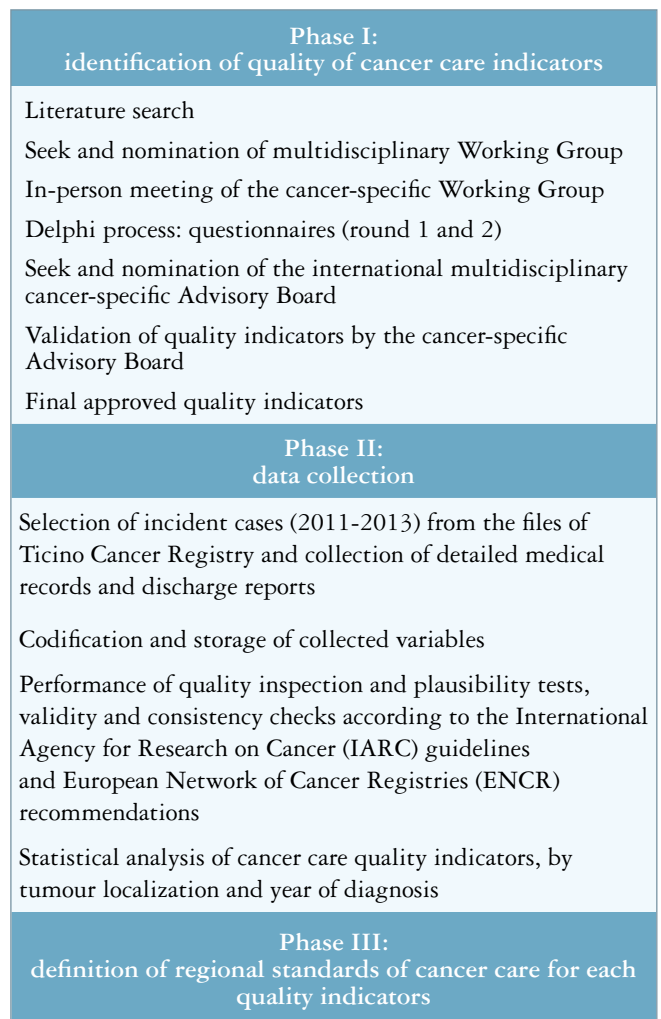 Phase I:
identification of quality of cancer care indicators
Literature search
Seek and nomination of multidisciplinary Working Group
In-person meeting of the cancer-specific Working Group
Delphi process: questionnaires (round 1 and 2)
Seek and nomination of the international multidisciplinary
cancer-specific Advisory Board
Validation of quality indicators by the cancer-specific
Advisory Board
Final approved quality indicators
Phase II:
data collection
Selection of incident cases (2011-2013) from the files of
Ticino Cancer Registry and collection of detailed medical
records and discharge reports
Codification and storage of collected variables
Performance of quality inspection and plausibility tests,
validity and consistency checks according to the International
Agency for Research on Cancer (IARC) guidelines
and European Network of Cancer Registries (ENCR)
recommendations
Statistical analysis of cancer care quality indicators, by
tumour localization and year of diagnosis
Phase III:
definition of regional standards of cancer care for each
quality indicators